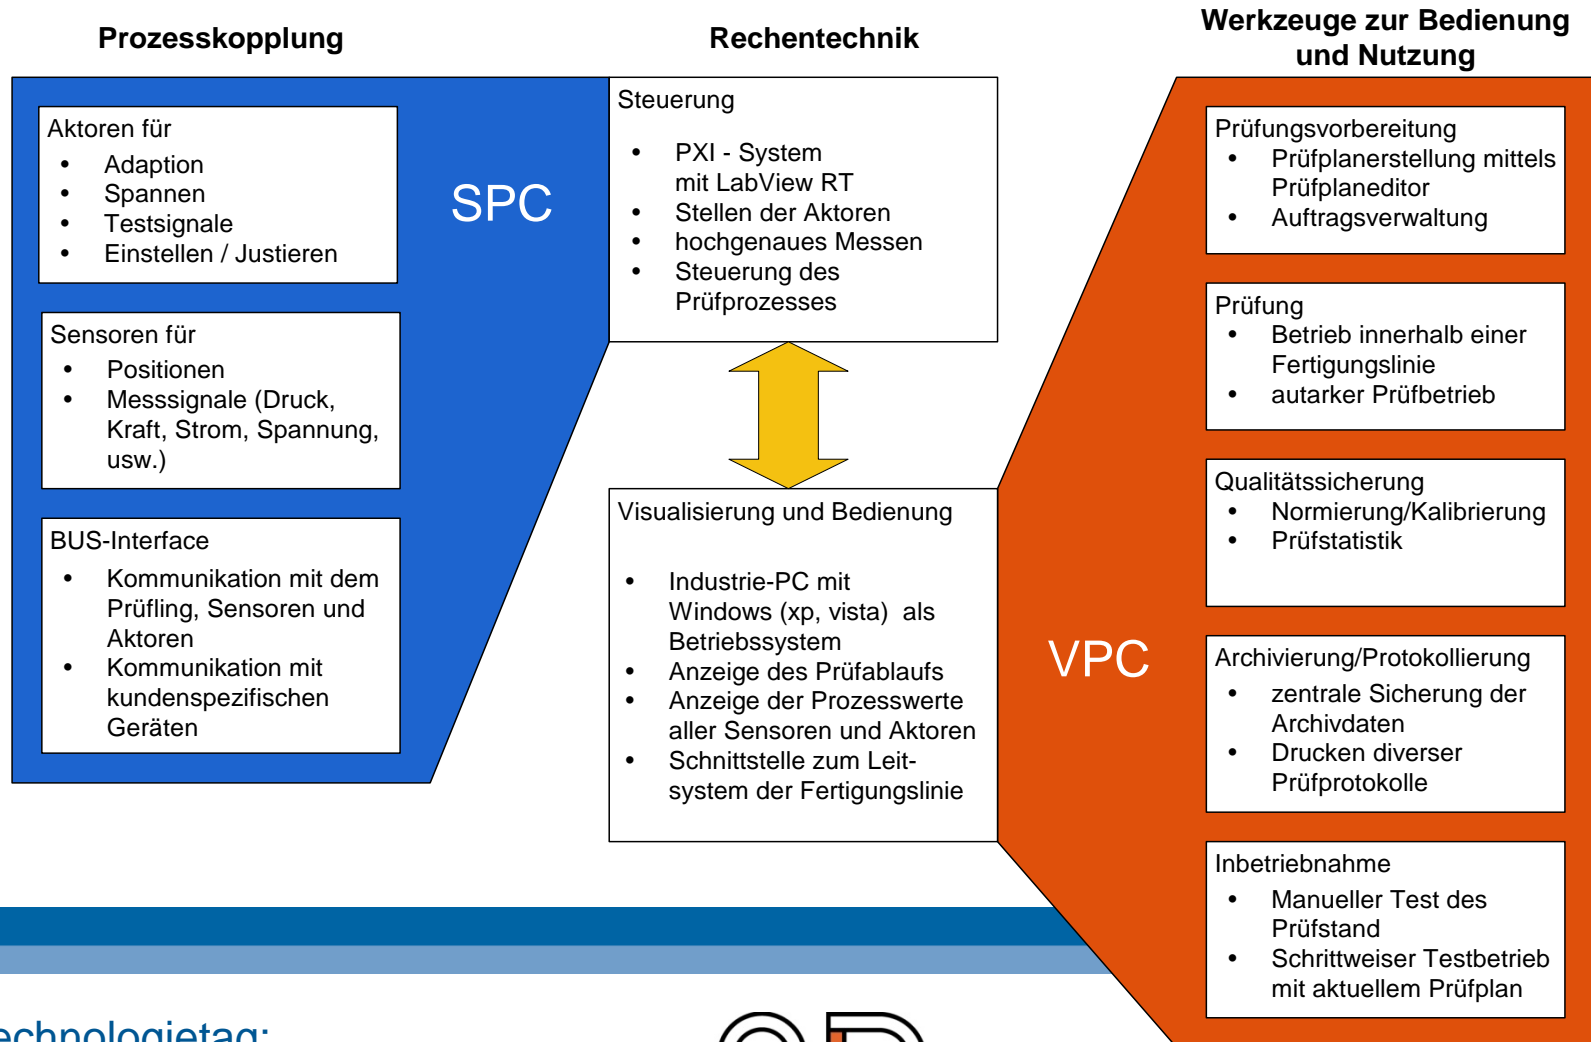 Prozesskopplung
Rechentechnik
Werkzeuge zur Bedienung
und Nutzung
Aktoren für
• Adaption
• Spannen
• Testsignale
• Einstellen / Justieren
SPC
Sensoren für
• Positionen
• Messsignale (Druck,
Kraft, Strom, Spannung,
usw.)
BUS-Interface
• Kommunikation mit dem
Prüfling, Sensoren und
Aktoren
• Kommunikation mit
kundenspezifischen
Geräten
Steuerung
• PXI - System
mit LabView RT
• Stellen der Aktoren
• hochgenaues Messen
• Steuerung des
Prüfprozesses
Visualisierung und Bedienung
• Industrie-PC mit
Windows (xp, vista) als
Betriebssystem
• Anzeige des Prüfablaufs
• Anzeige der Prozesswerte
aller Sensoren und Aktoren
• Schnittstelle zum Leit-
system der Fertigungslinie
VPC
Prüfungsvorbereitung
• Prüfplanerstellung mittels
Prüfplaneditor
• Auftragsverwaltung
Prüfung
• Betrieb innerhalb einer
Fertigungslinie
• autarker Prüfbetrieb
Qualitätssicherung
• Normierung/Kalibrierung
• Prüfstatistik
Archivierung/Protokollierung
• zentrale Sicherung der
Archivdaten
• Drucken diverser
Prüfprotokolle
Inbetriebnahme
• Manueller Test des
Prüfstand
• Schrittweiser Testbetrieb
mit aktuellem Prüfplan
echnologietag: